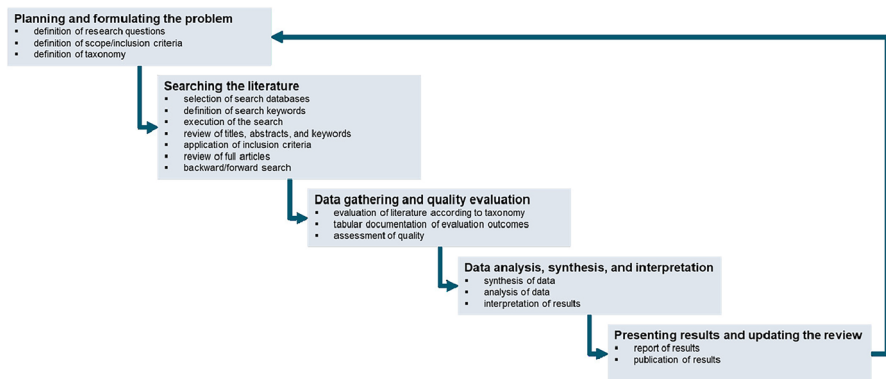 Planning and formulating the problem
▪ definition of research questions
▪ definition of scope/inclusion criteria
▪ definition of taxonomy
Searching the literature
▪ selection of search databases
▪ definition of search keywords
▪ execution of the search
▪ review of titles, abstracts, and keywords
▪ application of inclusion criteria
▪ review of full articles
▪ backward/forward search
Data gathering and quality evaluation
▪ evaluation of literature according to taxonomy
▪ tabular documentation of evaluation outcomes
▪ assessment of quality
Data analysis, synthesis, and interpretation
▪ synthesis of data
▪ analysis of data
▪ interpretation of results
Presenting results and updating the review
▪ report of results
▪ publication of results